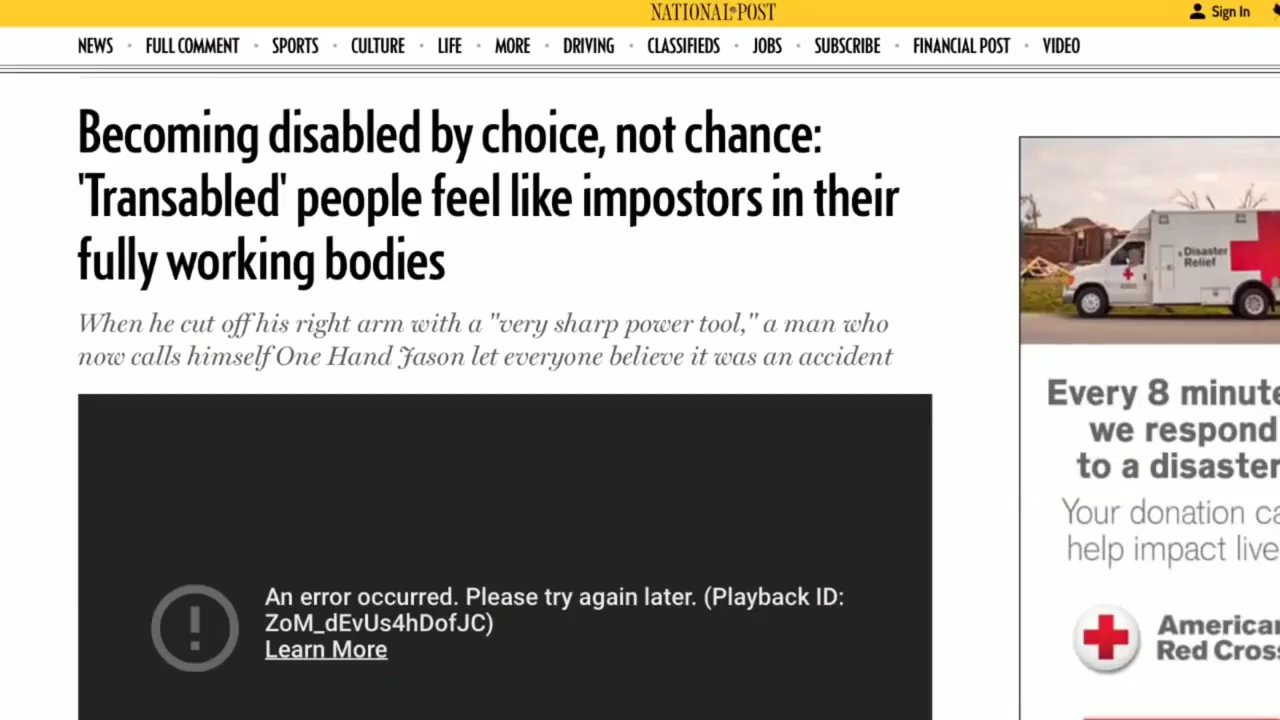 NATIONAL POST
Sign In
NEWS • FULL COMMENT • SPORTS • CULTURE • LIFE • MORE • DRIVING • CLASSIFIEDS • JOBS • SUBSCRIBE • FINANCIAL POST • VIDEO
Becoming disabled by choice, not chance:
'Transabled' people feel like impostors in their
fully working bodies
When he cut off his right arm with a "very sharp power tool," a man who
now calls himself One Hand Jason let everyone believe it was an accident
An error occurred. Please try again later. (Playback ID:
ZoM_dEvUs4hDofJC)
Learn More
Disaster
Relief
Every 8 minute
we respond
to a disaster
Your donation ca
help impact live
America
Red Cros